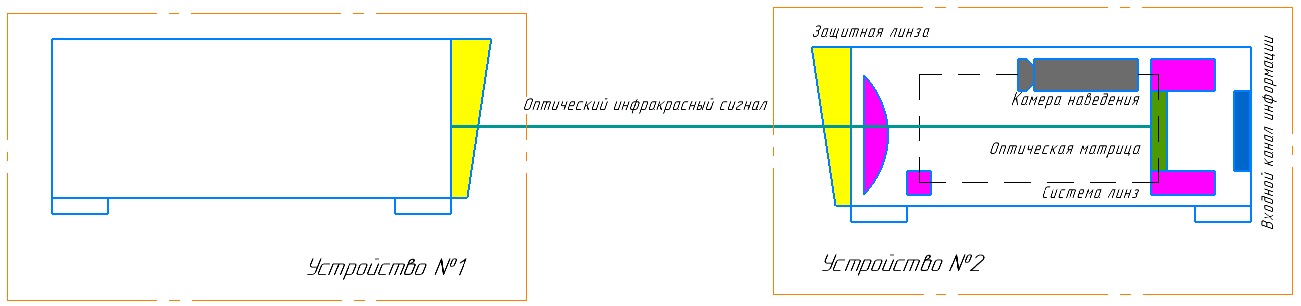 Защитная линза
Оптический инфракрасный сигнал
Камера наведения
Оптическая матрица
Система линз
Входной канал информации
Устройство №1
Устройство №2